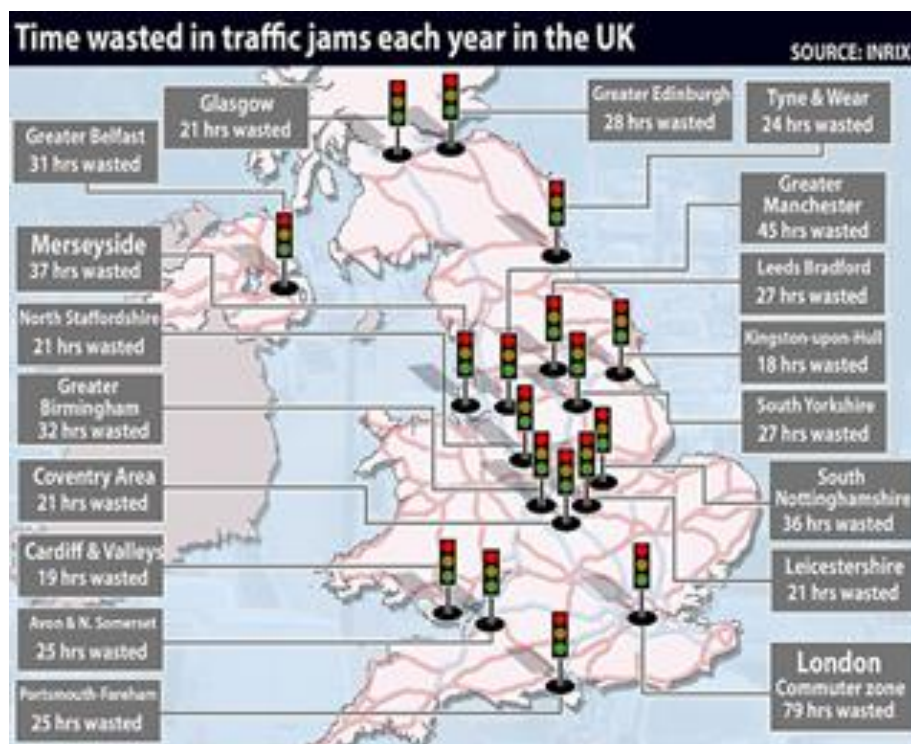 Time wasted in traffic jams each year in the UK
SOURCE: INRIX
Glasgow
21 hrs wasted
Greater Edinburgh
28 hrs wasted
Tyne & Wear
24 hrs wasted
Greater Belfast
31 hrs wasted
Greater
Manchester
45 hrs wasted
Merseyside
37 hrs wasted
Leeds Bradford
27 hrs wasted
North Staffordshire
21 hrs wasted
Kingston-upon-Hull
18 hrs wasted
Greater
Birmingham
32 hrs wasted
South Yorkshire
27 hrs wasted
Coventry Area
21 hrs wasted
South
Nottinghamshire
36 hrs wasted
Cardiff & Valleys
19 hrs wasted
Leicestershire
21 hrs wasted
Avon & N. Somerset
25 hrs wasted
London
Commuter zone
79 hrs wasted
Portsmouth-Fareham
25 hrs wasted